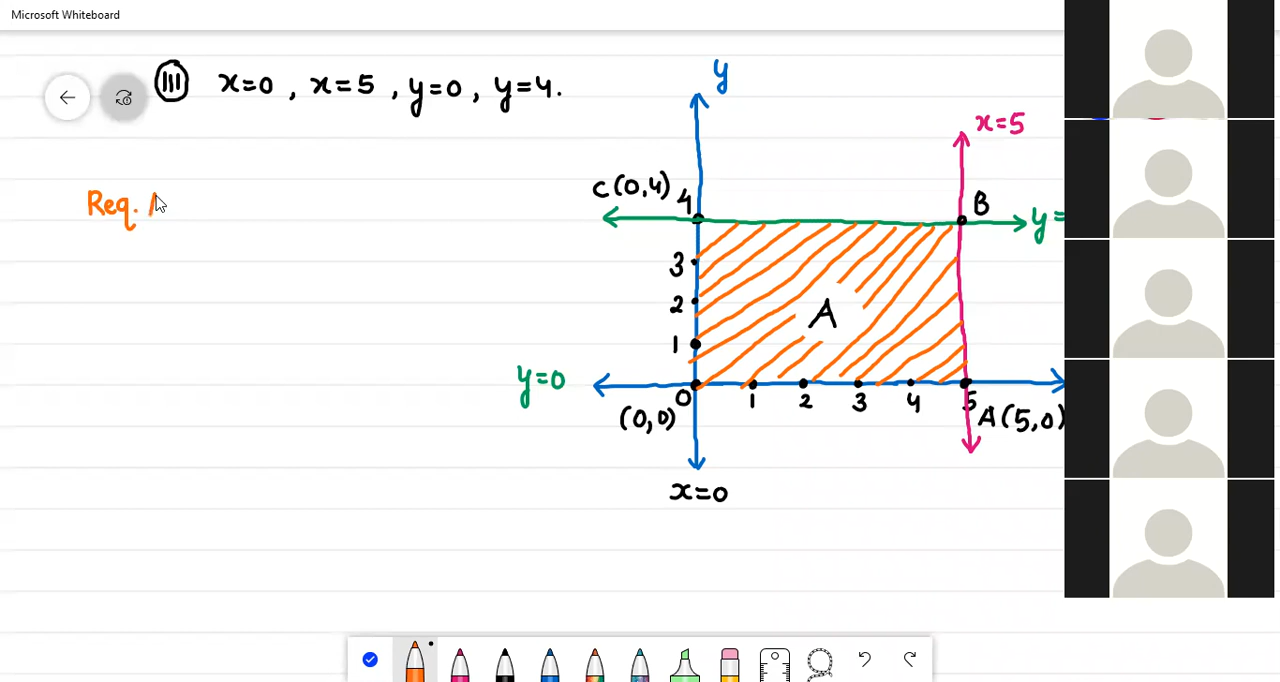 Microsoft Whiteboard
III x=0 , x=5 , y=0 , y=4.
y
x=5
C(0,4) 4
B
y=
Req.
3
2
A
1
y=0
0 1 2 3 4 5
(0,0)
A(5,0)
x=0